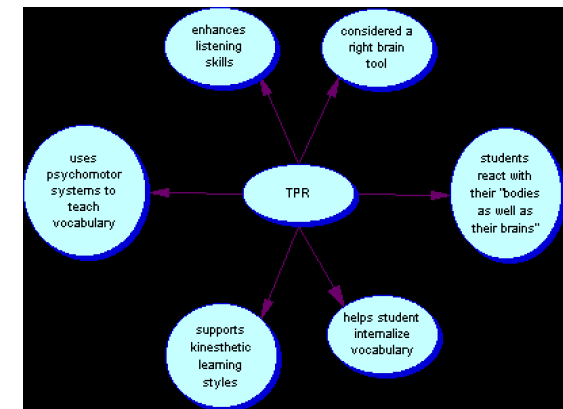 enhances
listening
skills
considered a
right brain
tool
uses
psychomotor
systems to
teach
vocabulary
TPR
students
react with
their "bodies
as well as
their brains"
supports
kinesthetic
learning
styles
helps student
internalize
vocabulary